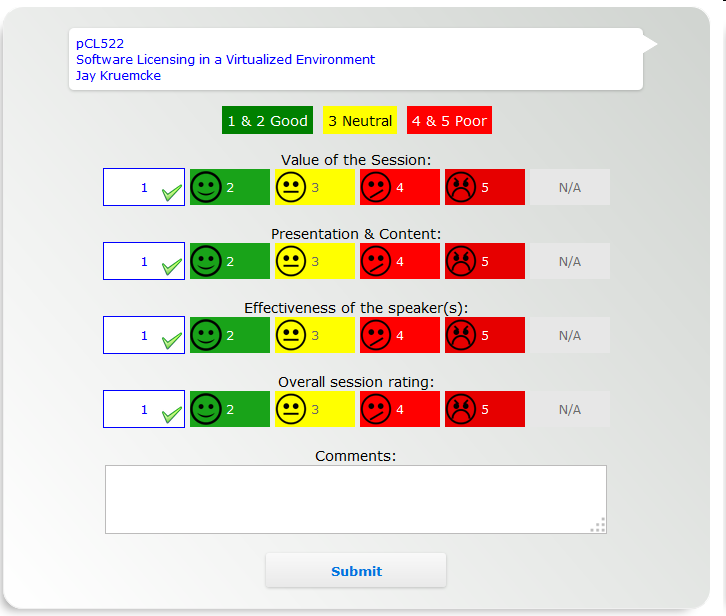 pCL522
Software Licensing in a Virtualized Environment
Jay Kruemcke
1 & 2 Good 3 Neutral 4 & 5 Poor
Value of the Session:
1 2 3 4 5 N/A
Presentation & Content:
1 2 3 4 5 N/A
Effectiveness of the speaker(s):
1 2 3 4 5 N/A
Overall session rating:
1 2 3 4 5 N/A
Comments:
Submit